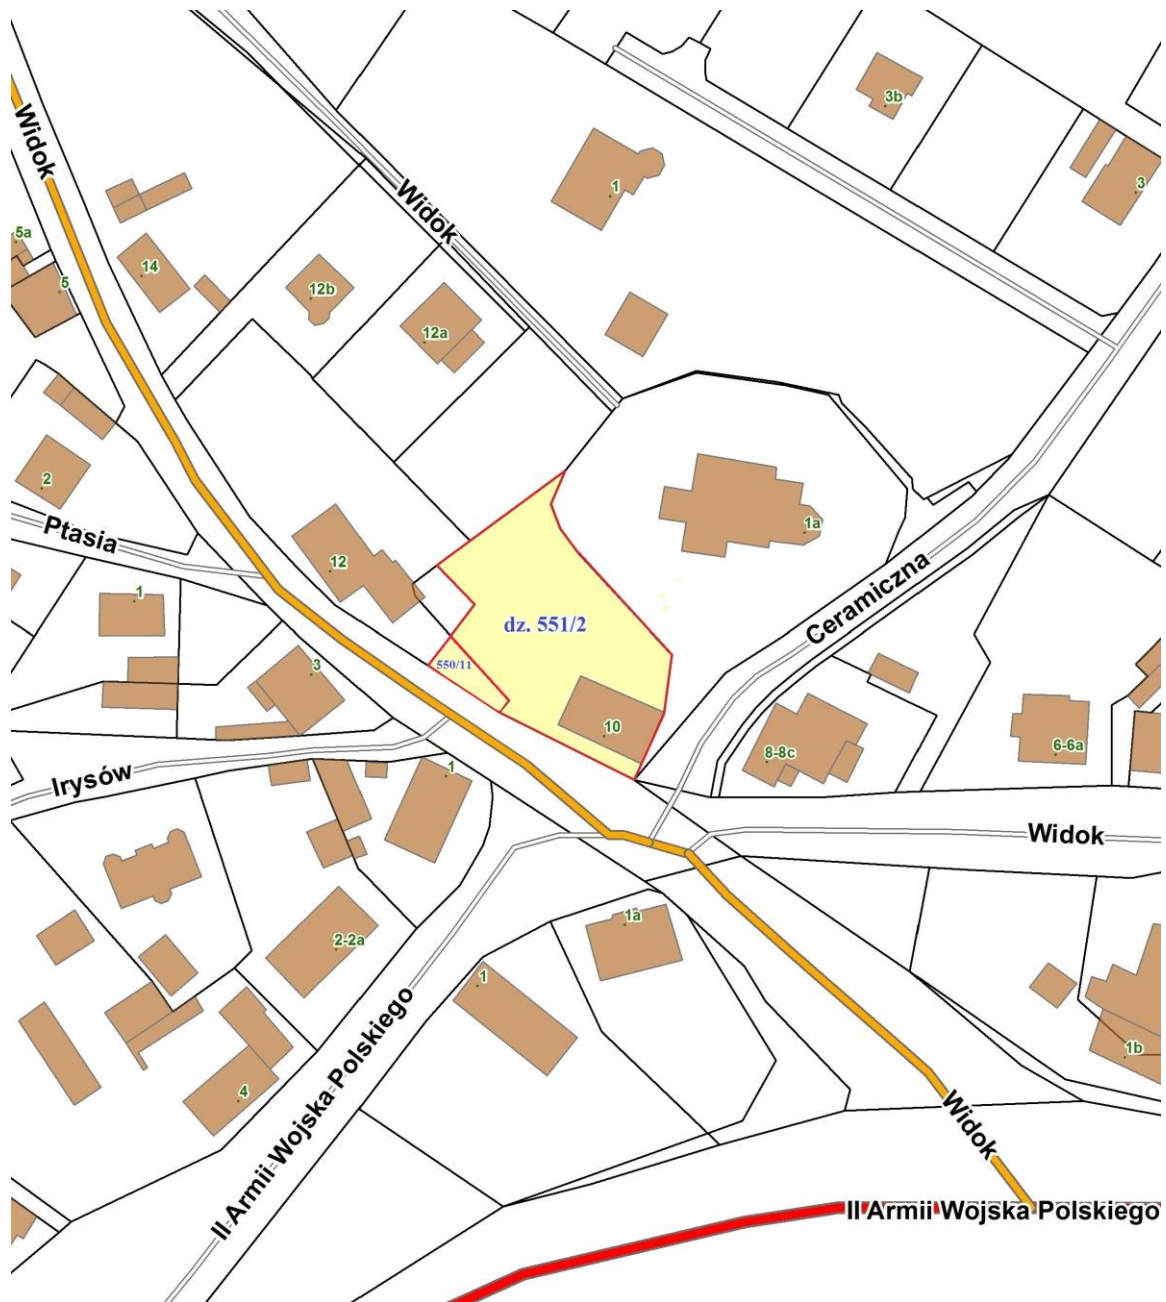 3b
Widok
1
3
Widok
5a
14
5
12b
12a
2
1a
Ptasia
12
Ceramiczna
1
dz. 551/2
3
550/11
10
8-8c
6-6a
Irysów
1
Widok
1a
2-2a
1
II Armii Wojska Polskiego
1b
4
Widok
II Armii Wojska Polskiego